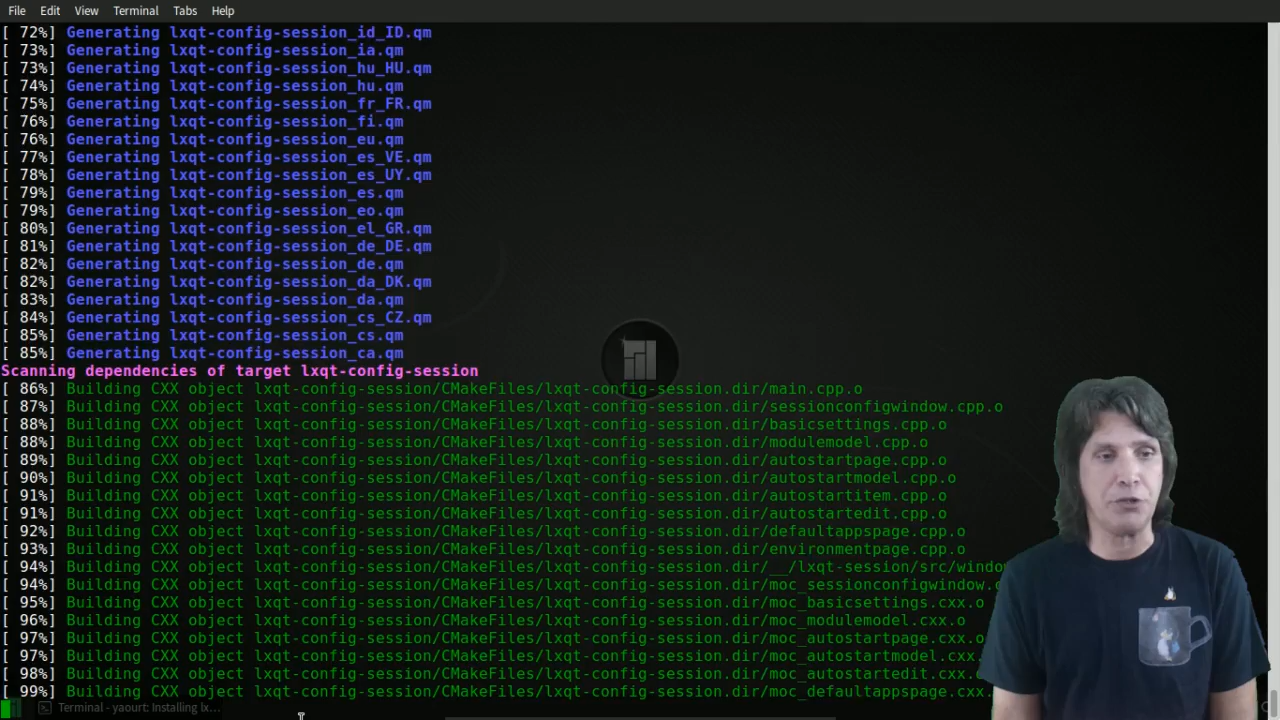 File Edit View Terminal Tabs Help
[ 72%] Generating lxqt-config-session_id_ID.qm
[ 73%] Generating lxqt-config-session_ia.qm
[ 73%] Generating lxqt-config-session_hu_HU.qm
[ 74%] Generating lxqt-config-session_hu.qm
[ 75%] Generating lxqt-config-session_fr_FR.qm
[ 76%] Generating lxqt-config-session_fi.qm
[ 76%] Generating lxqt-config-session_eu.qm
[ 77%] Generating lxqt-config-session_es_VE.qm
[ 78%] Generating lxqt-config-session_es_UY.qm
[ 79%] Generating lxqt-config-session_es.qm
[ 79%] Generating lxqt-config-session_eo.qm
[ 80%] Generating lxqt-config-session_el_GR.qm
[ 81%] Generating lxqt-config-session_de_DE.qm
[ 82%] Generating lxqt-config-session_de.qm
[ 82%] Generating lxqt-config-session_da_DK.qm
[ 83%] Generating lxqt-config-session_da.qm
[ 84%] Generating lxqt-config-session_cs_CZ.qm
[ 85%] Generating lxqt-config-session_cs.qm
[ 85%] Generating lxqt-config-session_ca.qm
Scanning dependencies of target lxqt-config-session
[ 86%] Building CXX object lxqt-config-session/CMakeFiles/lxqt-config-session.dir/main.cpp.o
[ 87%] Building CXX object lxqt-config-session/CMakeFiles/lxqt-config-session.dir/sessionconfigwindow.cpp.o
[ 88%] Building CXX object lxqt-config-session/CMakeFiles/lxqt-config-session.dir/basicsettings.cpp.o
[ 88%] Building CXX object lxqt-config-session/CMakeFiles/lxqt-config-session.dir/modulemodel.cpp.o
[ 89%] Building CXX object lxqt-config-session/CMakeFiles/lxqt-config-session.dir/autostartpage.cpp.o
[ 90%] Building CXX object lxqt-config-session/CMakeFiles/lxqt-config-session.dir/autostartmodel.cpp.o
[ 91%] Building CXX object lxqt-config-session/CMakeFiles/lxqt-config-session.dir/autostartitem.cpp.o
[ 91%] Building CXX object lxqt-config-session/CMakeFiles/lxqt-config-session.dir/autostartedit.cpp.o
[ 92%] Building CXX object lxqt-config-session/CMakeFiles/lxqt-config-session.dir/defaultappspage.cpp.o
[ 93%] Building CXX object lxqt-config-session/CMakeFiles/lxqt-config-session.dir/environmentpage.cpp.o
[ 94%] Building CXX object lxqt-config-session/CMakeFiles/lxqt-config-session.dir/__/lxqt-session/src/windo
[ 94%] Building CXX object lxqt-config-session/CMakeFiles/lxqt-config-session.dir/moc_sessionconfigwindow.c
[ 95%] Building CXX object lxqt-config-session/CMakeFiles/lxqt-config-session.dir/moc_basicsettings.cxx.o
[ 96%] Building CXX object lxqt-config-session/CMakeFiles/lxqt-config-session.dir/moc_modulemodel.cxx.o
[ 97%] Building CXX object lxqt-config-session/CMakeFiles/lxqt-config-session.dir/moc_autostartpage.cxx.o
[ 97%] Building CXX object lxqt-config-session/CMakeFiles/lxqt-config-session.dir/moc_autostartmodel.cxx.
[ 98%] Building CXX object lxqt-config-session/CMakeFiles/lxqt-config-session.dir/moc_autostartedit.cxx.o
[ 99%] Building CXX object lxqt-config-session/CMakeFiles/lxqt-config-session.dir/moc_defaultappspage.cxx.
Terminal - yaourt: Installing lx...